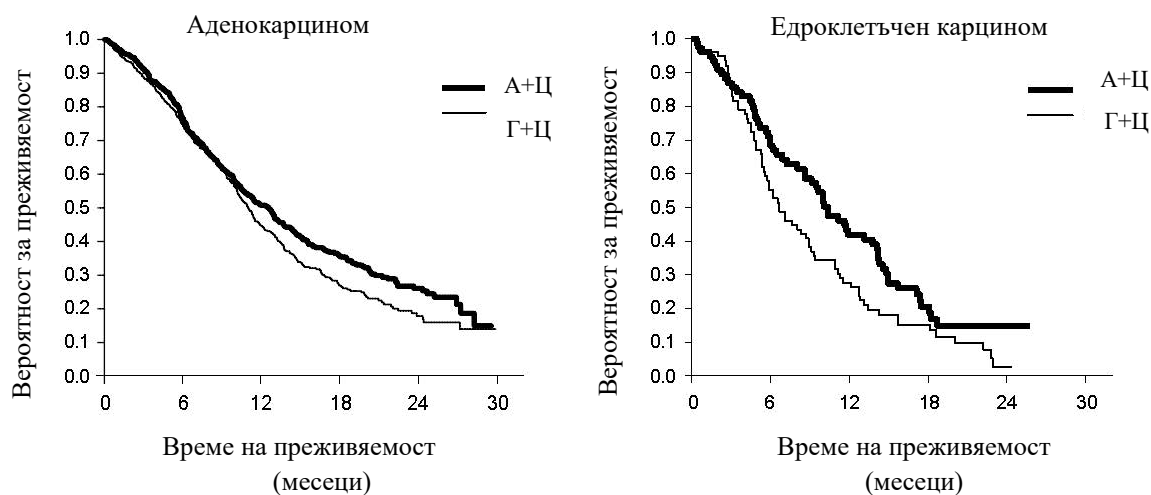 Аденокарцином
Вероятност за преживяемост
1.0
0.9
0.8
0.7
0.6
0.5
0.4
0.3
0.2
0.1
0.0
А+Ц
Г+Ц
0 6 12 18 24 30
Време на преживяемост
(месеци)
Едроклетъчен карцином
Вероятност за преживяемост
1.0
0.9
0.8
0.7
0.6
0.5
0.4
0.3
0.2
0.1
0.0
А+Ц
Г+Ц
0 6 12 18 24 30
Време на преживяемост
(месеци)